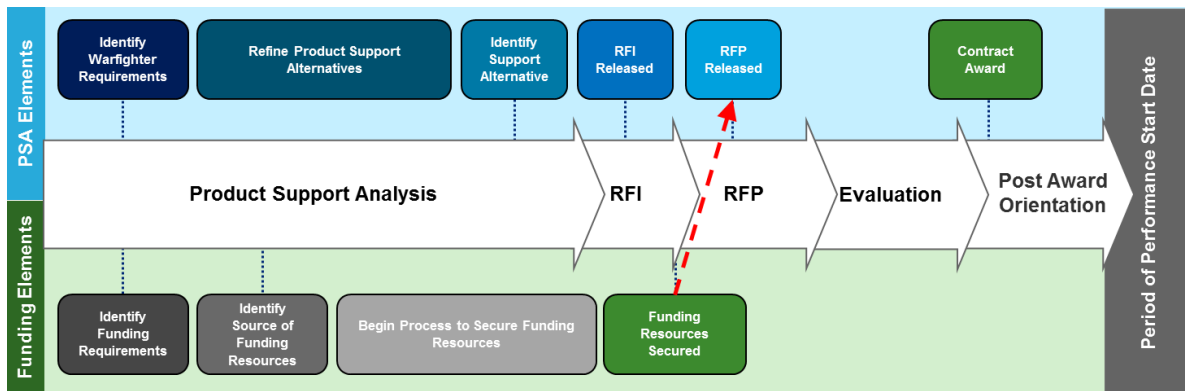 PSA Elements
Identify
Warfighter
Requirements
Refine Product Support
Alternatives
Identify
Support
Alternative
RFI
Released
RFP
Released
Contract
Award
Product Support Analysis
RFI
RFP
Evaluation
Post Award
Orientation
Period of Performance Start Date
Funding Elements
Identify
Funding
Requirements
Identify
Source of
Funding
Resources
Begin Process to Secure Funding
Resources
Funding
Resources
Secured